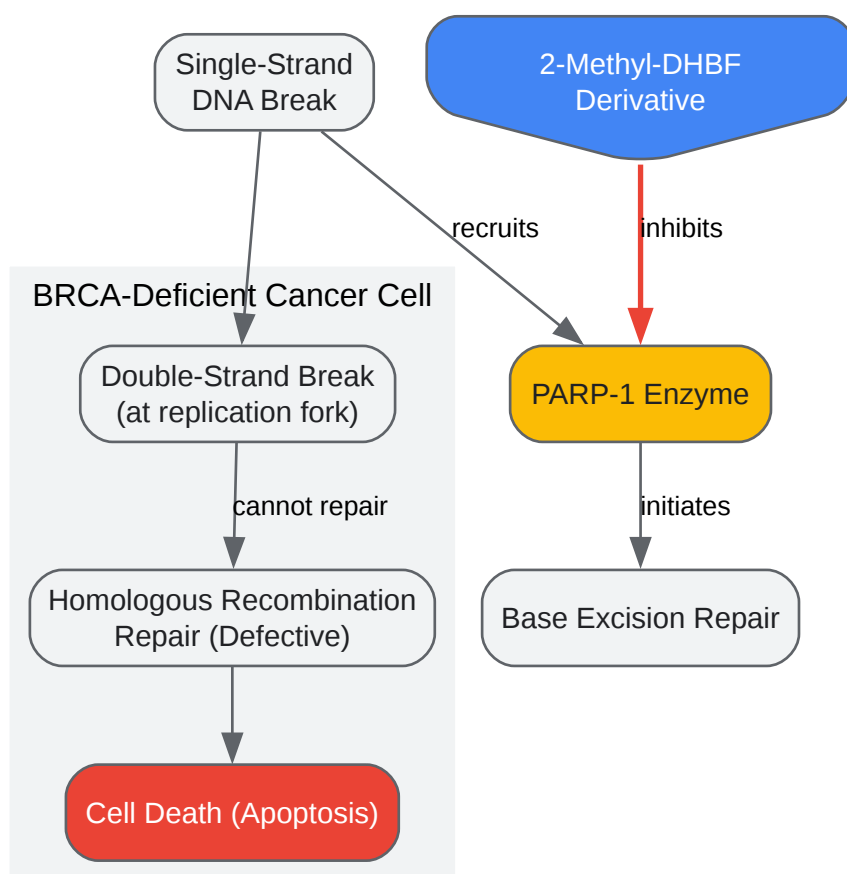 Single-Strand
DNA Break
2-Methyl-DHBF
Derivative
recruits
inhibits
BRCA-Deficient Cancer Cell
Double-Strand Break
(at replication fork)
PARP-1 Enzyme
cannot repair
initiates
Homologous Recombination
Repair (Defective)
Base Excision Repair
Cell Death (Apoptosis)